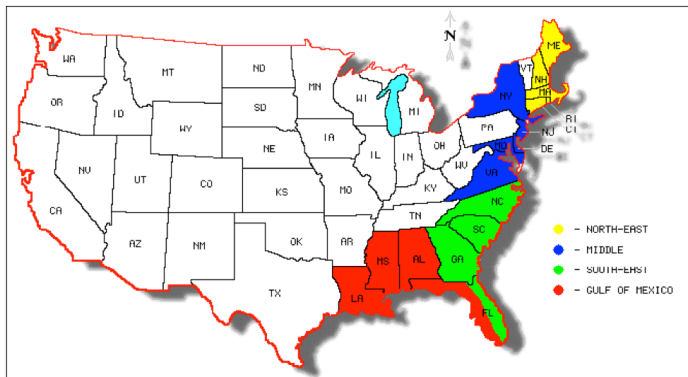 N
WA
MT
ND
MN
ME
VT
NH
MA
RI
CT
OR
ID
SD
WI
MI
NY
WY
IA
PA
NJ
NE
OH
MD
DE
NV
UT
CO
IL
IN
WV
VA
CA
KS
MO
KY
NC
TN
AZ
NM
OK
AR
SC
MS
AL
GA
TX
LA
FL
- NORTH-EAST
- MIDDLE
- SOUTH-EAST
- GULF OF MEXICO